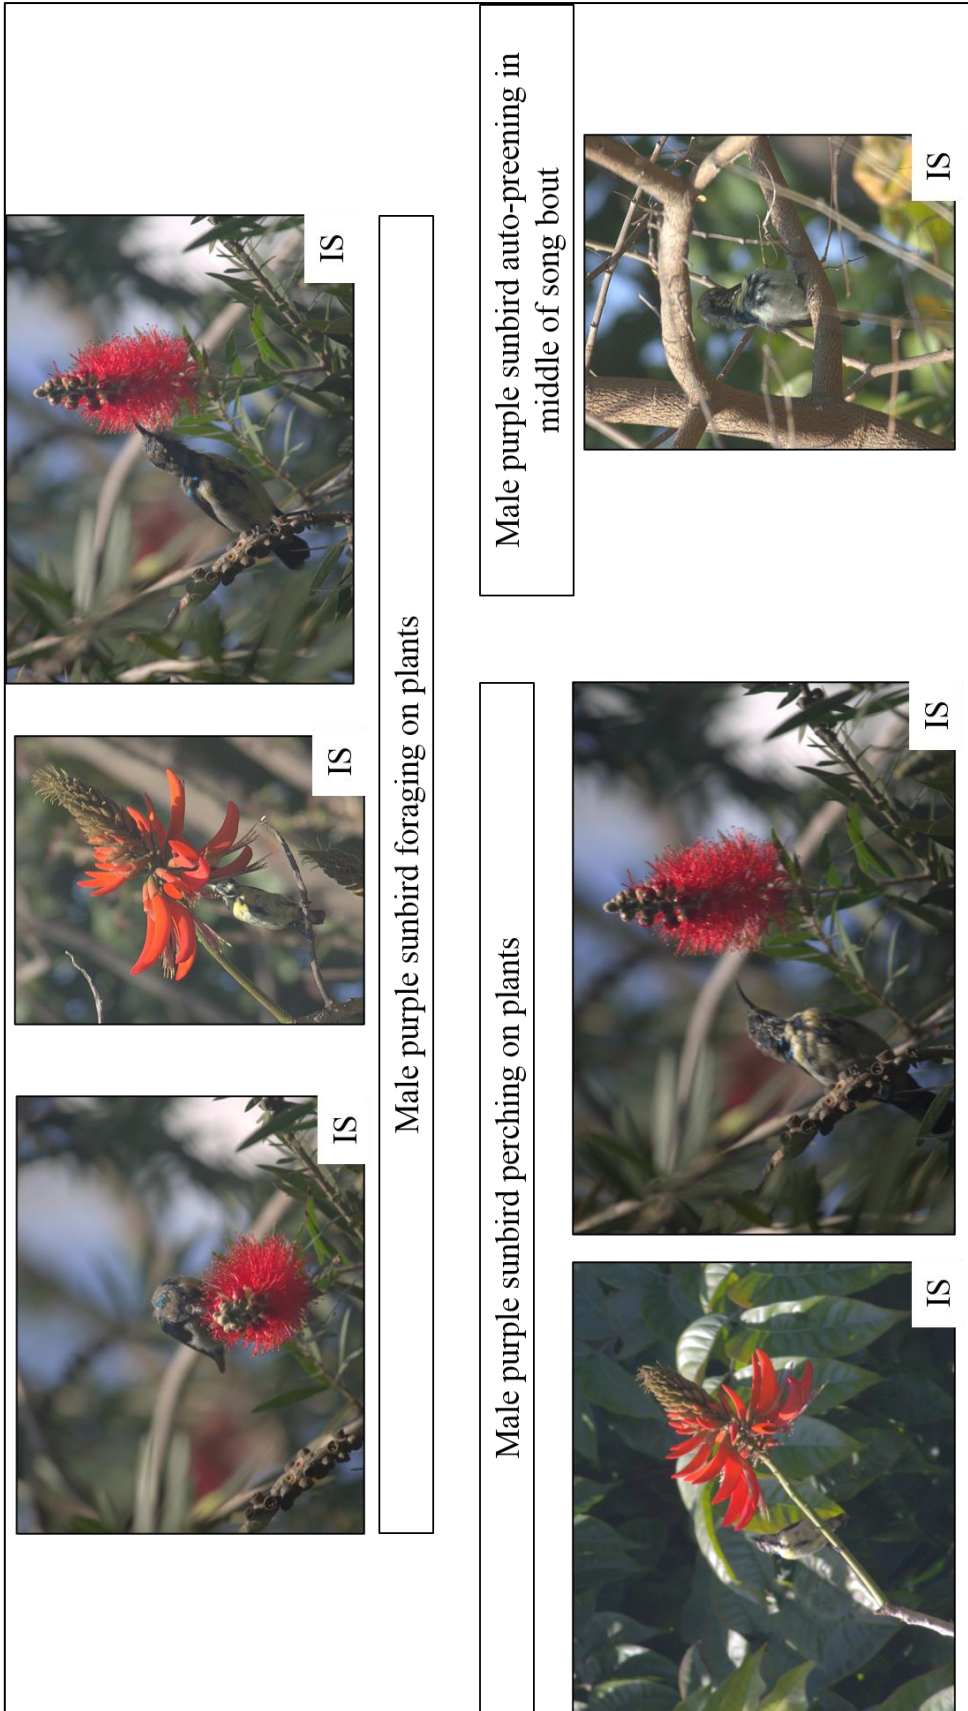 IS
IS
IS
Male purple sunbird foraging on plants
Male purple sunbird perching on plants
Male purple sunbird auto-preening in
middle of song bout
IS
IS
IS